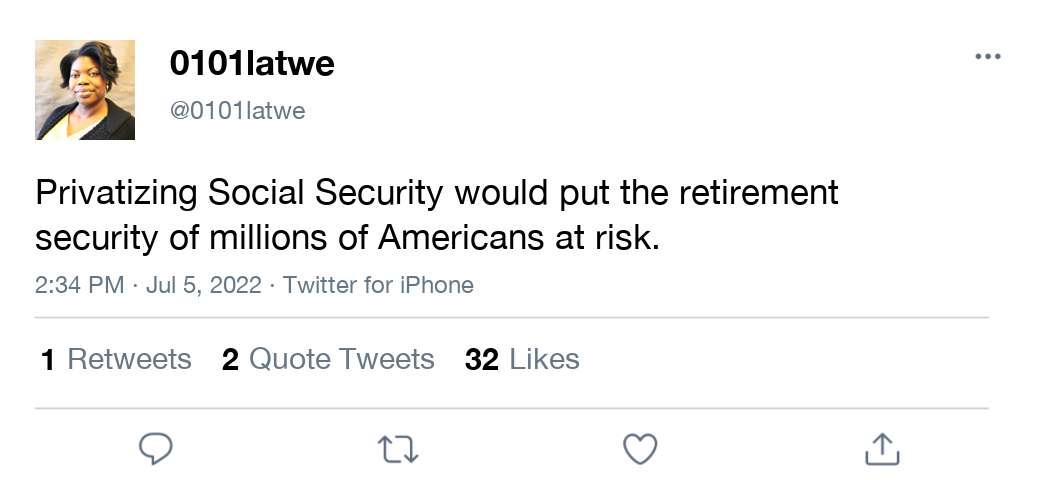 0101latwe
@0101latwe
Privatizing Social Security would put the retirement
security of millions of Americans at risk.
2:34 PM · Jul 5, 2022 · Twitter for iPhone
1 Retweets 2 Quote Tweets 32 Likes